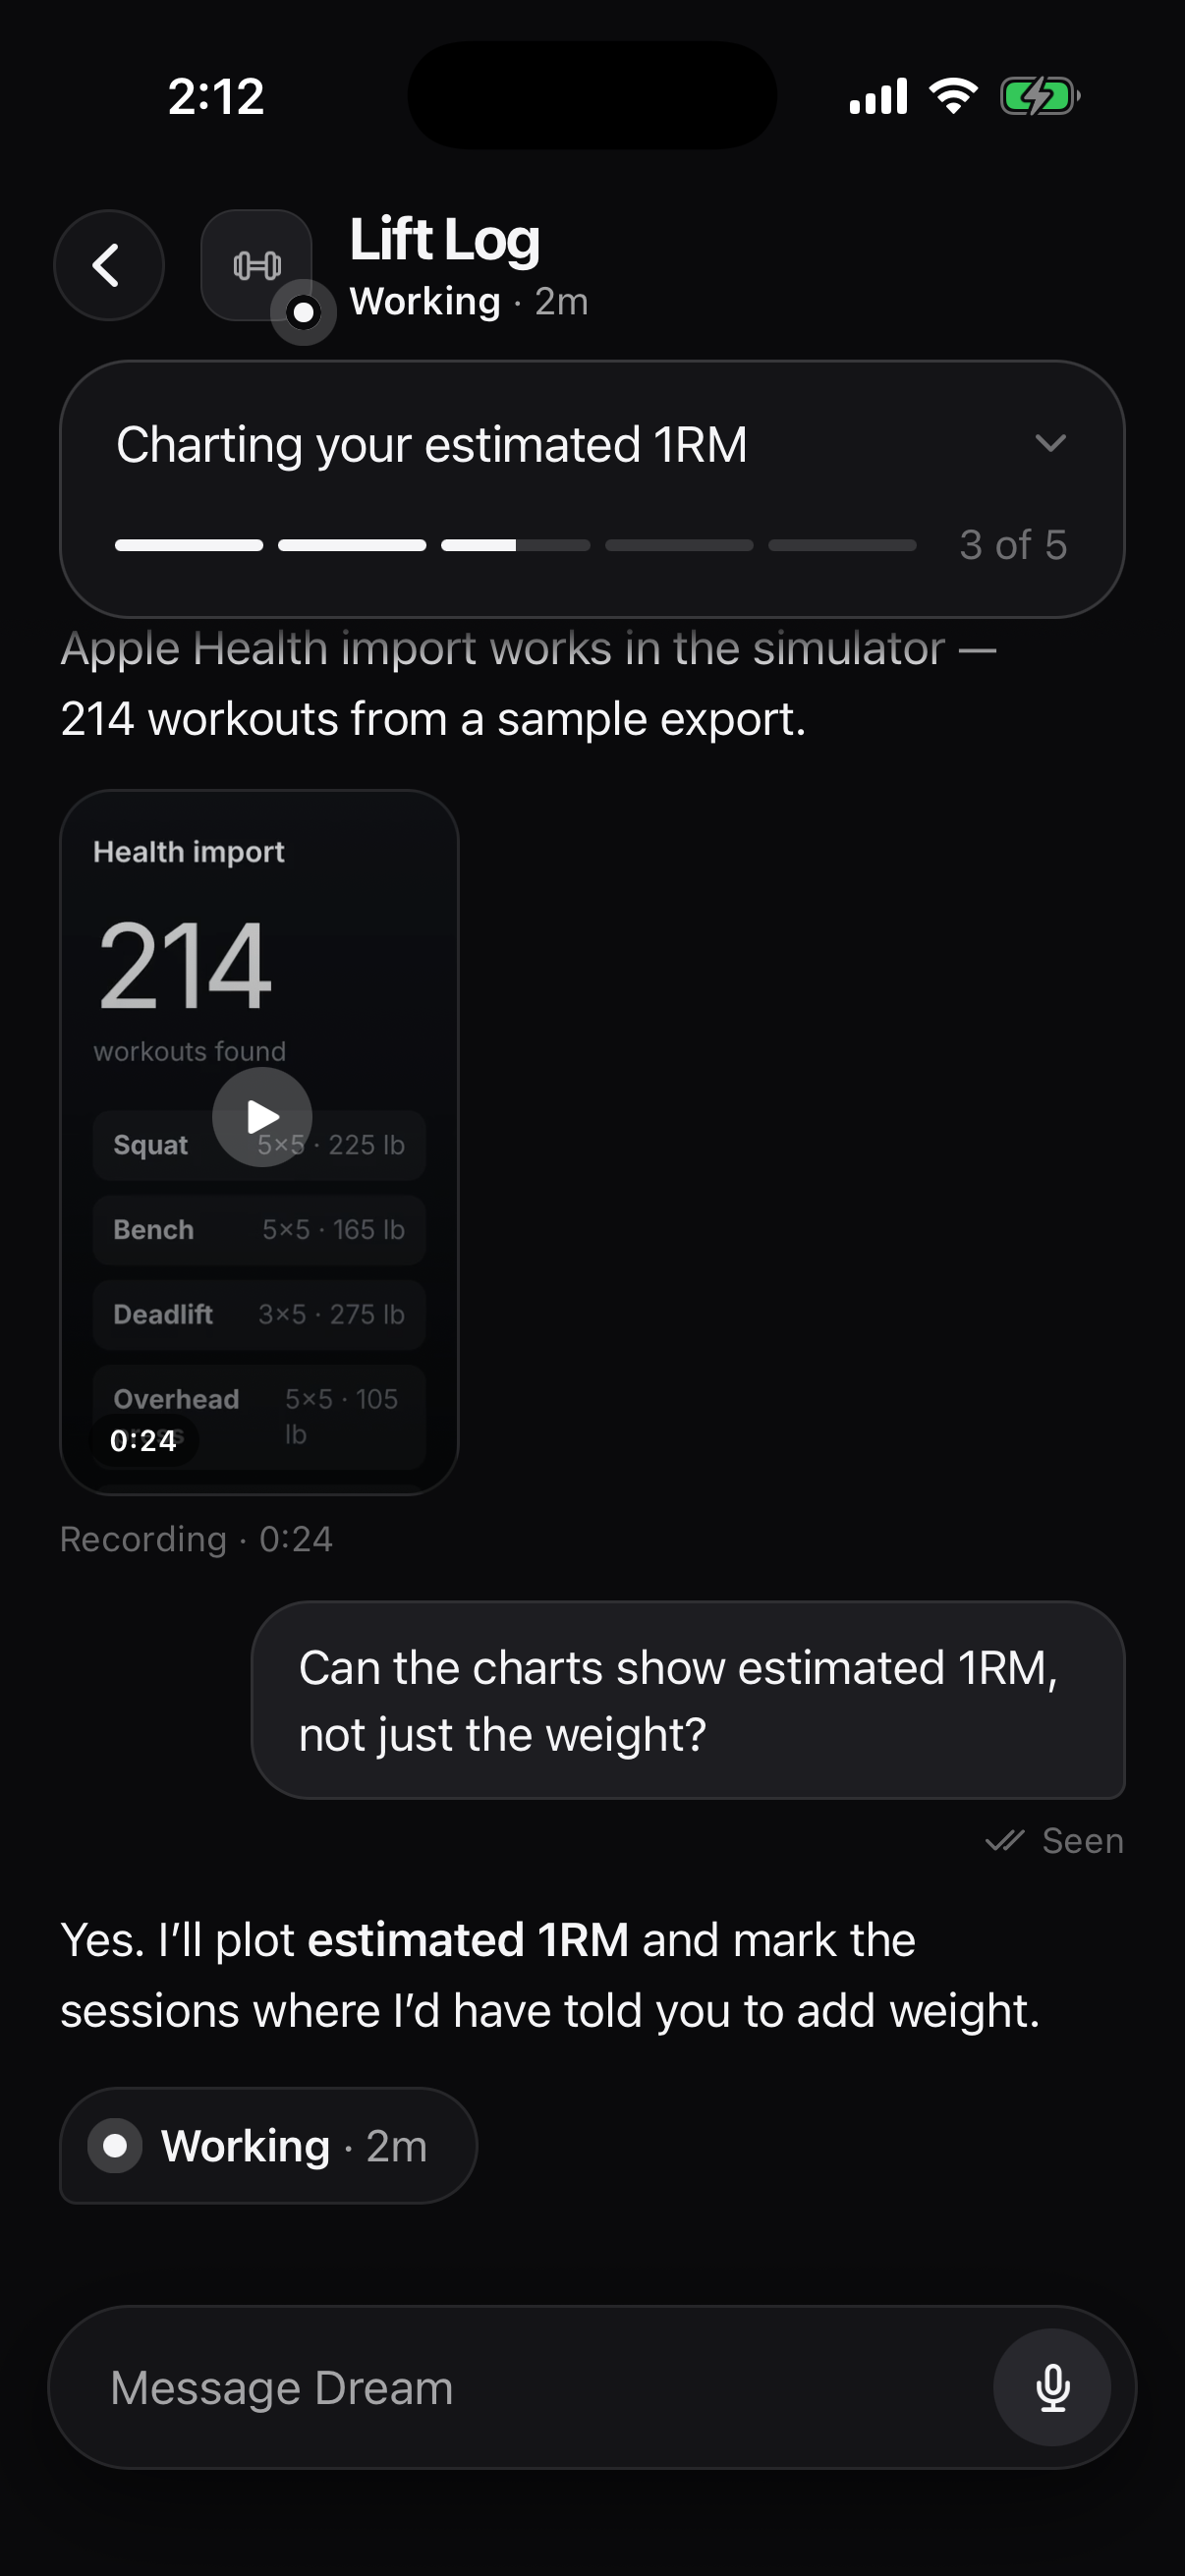 2:12
Lift Log
Working · 2m
Charting your estimated 1RM
3 of 5
Apple Health import works in the simulator —
214 workouts from a sample export.
Health import
214
workouts found
Squat 5×5 · 225 lb
Bench 5×5 · 165 lb
Deadlift 3×5 · 275 lb
Overhead 5×5 · 105
lb
0:24
Recording · 0:24
Can the charts show estimated 1RM,
not just the weight?
Seen
Yes. I’ll plot estimated 1RM and mark the
sessions where I’d have told you to add weight.
Working · 2m
Message Dream